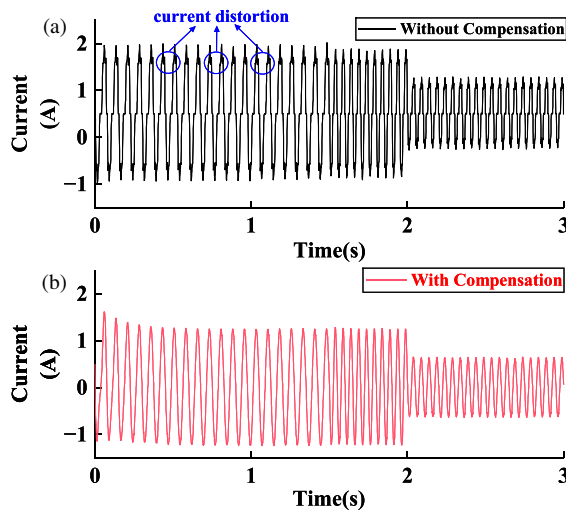 current distortion
(a)
Without Compensation
2
1
0
−1
Current
(A)
0
1
2
3
Time(s)
(b)
With Compensation
2
1
0
−1
Current
(A)
0
1
2
3
Time(s)